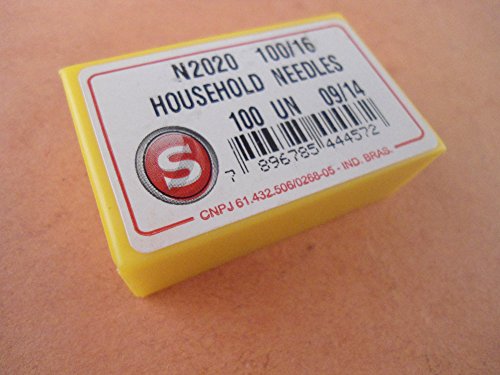 N2020 100/16
HOUSEHOLD NEEDLES
100 UN 09/14
7 896785 444572
S
CNPJ 61.432.506/0268-05 - IND. BRAS.